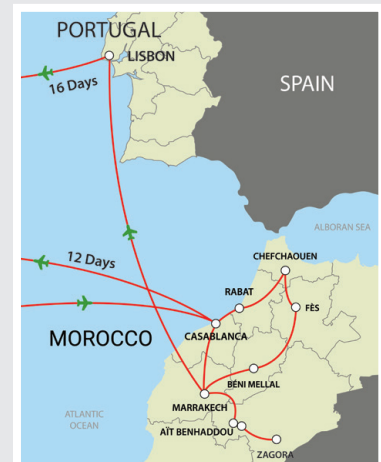 PORTUGAL
LISBON
16 Days
SPAIN
ALBORAN SEA
12 Days
CHEFCHAOUEN
RABAT
FÈS
CASABLANCA
MOROCCO
BÉNI MELLAL
MARRAKECH
ATLANTIC
OCEAN
AÏT BENHADDOU
ZAGORA